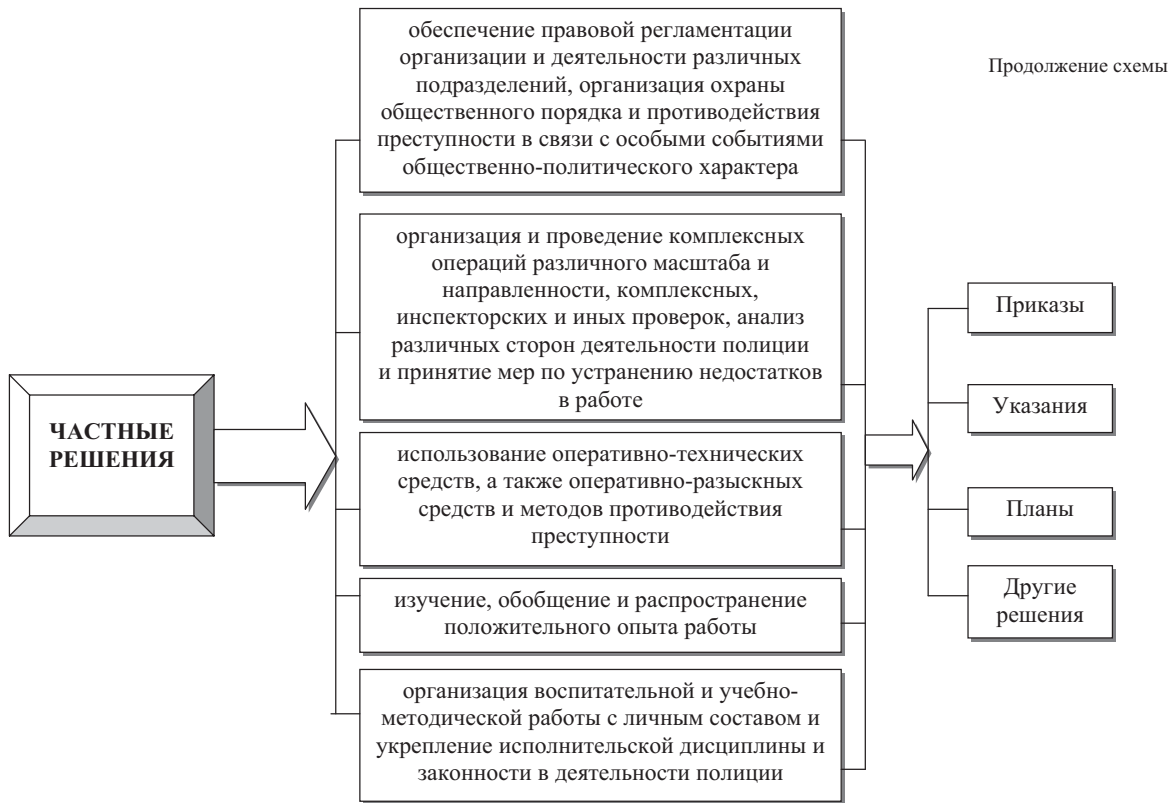 Продолжение схемы
ЧАСТНЫЕ
РЕШЕНИЯ
обеспечение правовой регламентации
организации и деятельности различных
подразделений, организация охраны
общественного порядка и противодействия
преступности в связи с особыми событиями
общественно-политического характера
организация и проведение комплексных
операций различного масштаба и
направленности, комплексных,
инспекторских и иных проверок, анализ
различных сторон деятельности полиции
и принятие мер по устранению недостатков
в работе
использование оперативно-технических
средств, а также оперативно-разыскных
средств и методов противодействия
преступности
изучение, обобщение и распространение
положительного опыта работы
организация воспитательной и учебно-
методической работы с личным составом и
укрепление исполнительской дисциплины и
законности в деятельности полиции
Приказы
Указания
Планы
Другие
решения